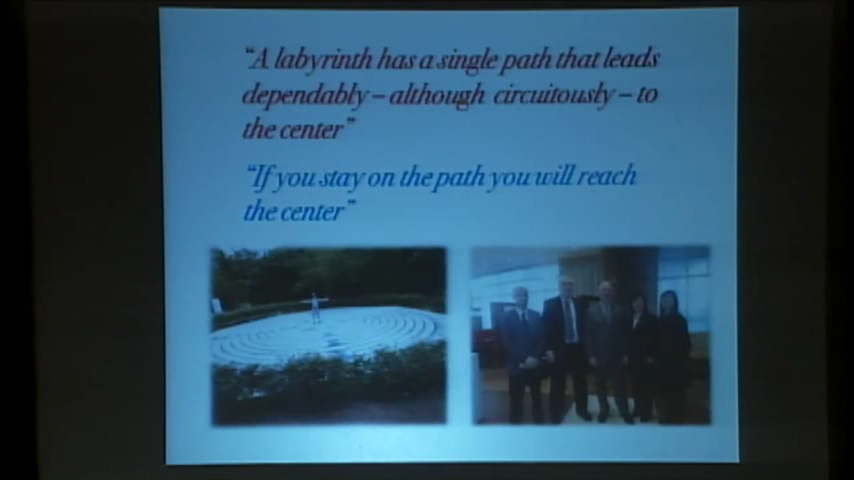 “A labyrinth has a single path that leads
dependably – although circuitously – to
the center”
“If you stay on the path you will reach
the center”